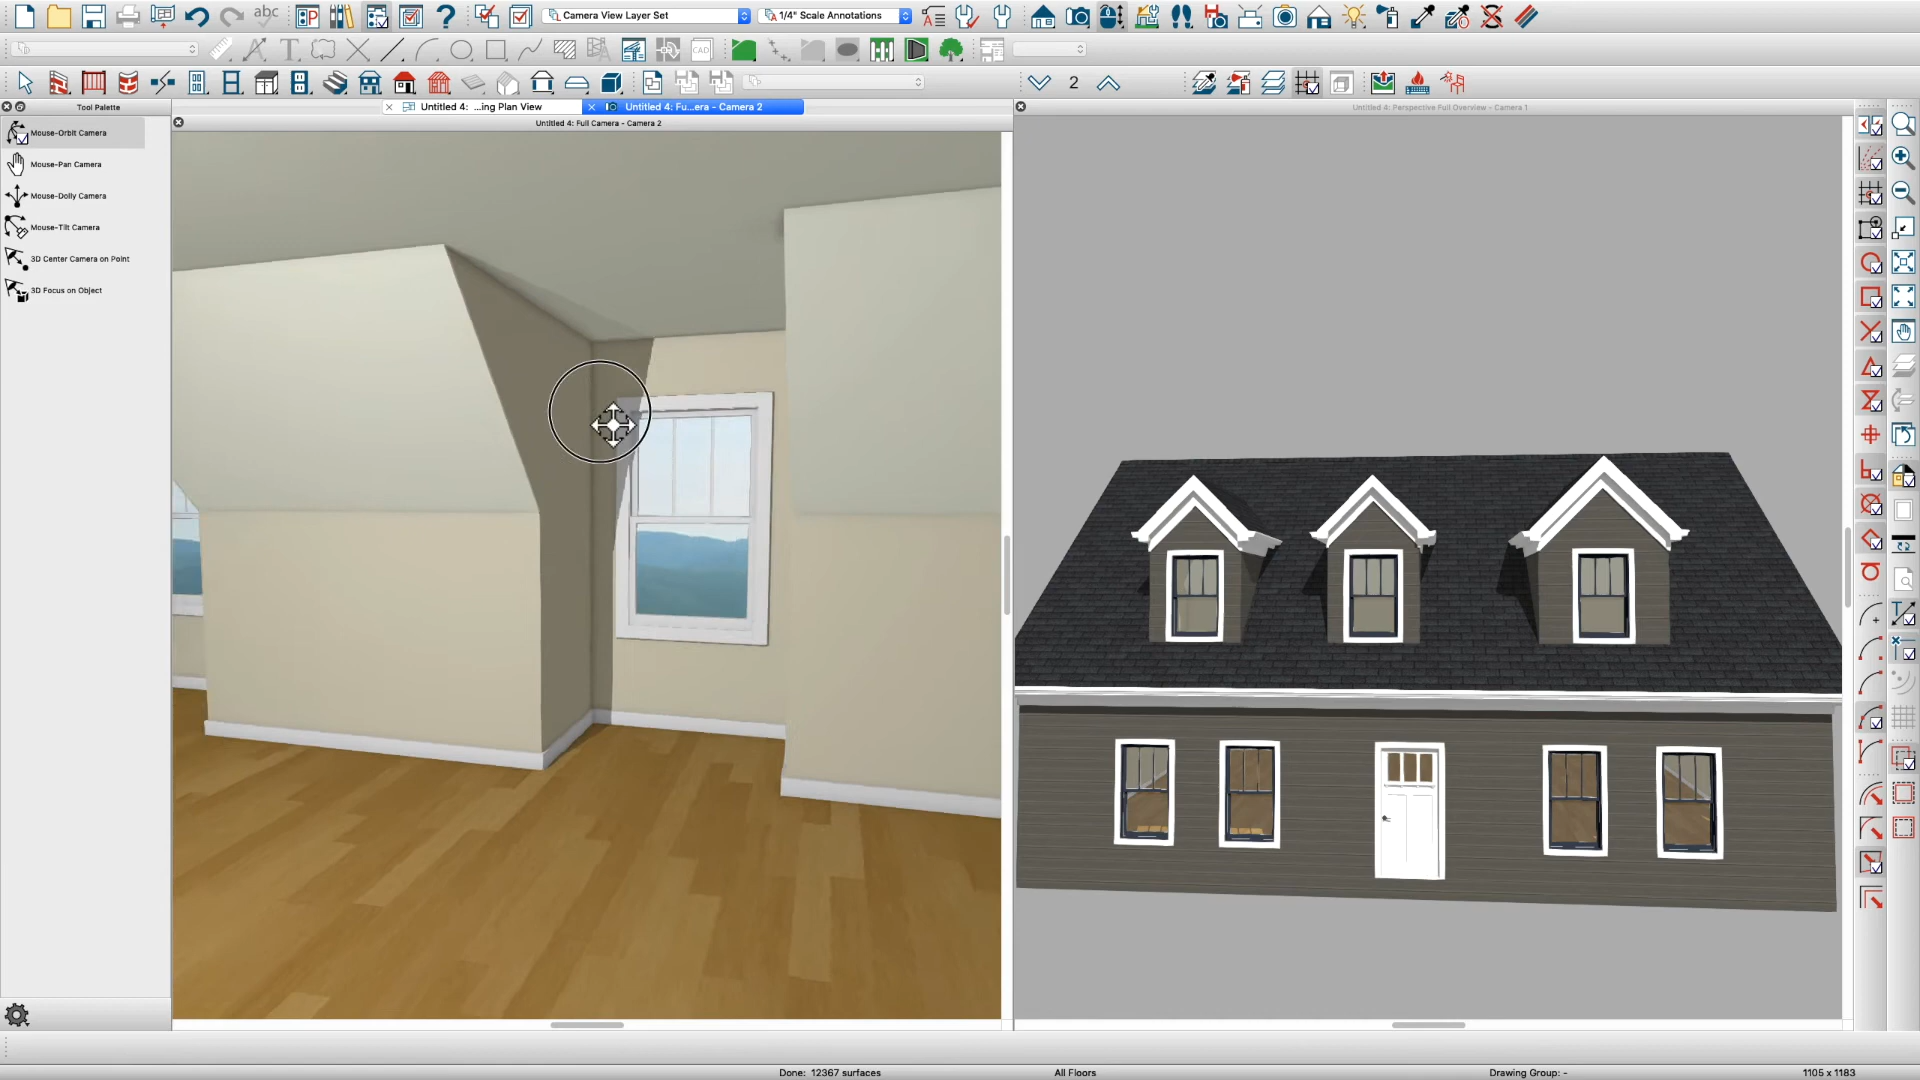 abc
Camera View Layer Set
1/4" Scale Annotations
CAD
2
Tool Palette
Untitled 4: ...ing Plan View
Untitled 4: Fu...era - Camera 2
Untitled 4: Perspective Full Overview - Camera 1
Untitled 4: Full Camera - Camera 2
Mouse-Orbit Camera
Mouse-Pan Camera
Mouse-Dolly Camera
Mouse-Tilt Camera
3D Center Camera on Point
3D Focus on Object
Done: 12367 surfaces
All Floors
Drawing Group: -
1105 x 1183